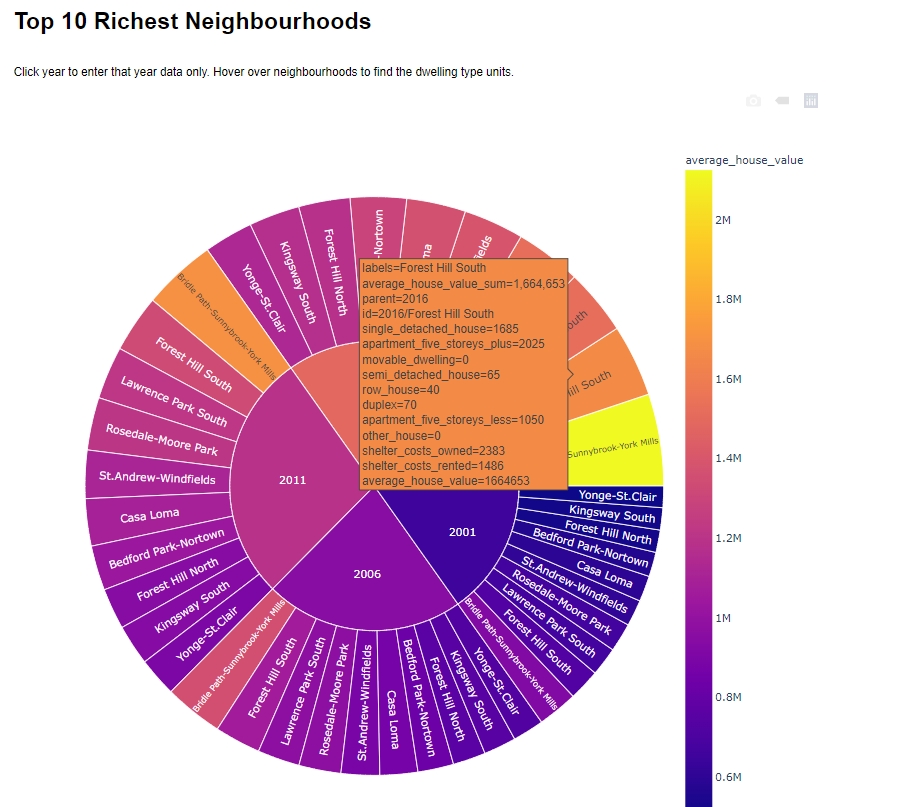 Top 10 Richest Neighbourhoods
Click year to enter that year data only. Hover over neighbourhoods to find the dwelling type units.
average_house_value
2M
1.8M
1.6M
1.4M
1.2M
1M
0.8M
0.6M
labels=Forest Hill South
average_house_value_sum=1,664,653
parent=2016
id=2016/Forest Hill South
single_detached_house=1685
apartment_five_storeys_plus=2025
movable_dwelling=0
semi_detached_house=65
row_house=40
duplex=70
apartment_five_storeys_less=1050
other_house=0
shelter_costs_owned=2383
shelter_costs_rented=1486
average_house_value=1664653
Sunnybrook-York Mills
South
-Nortown
Forest Hill North
Kingsway South
Yonge-St.Clair
2011
Bridle Path-Sunnybrook-York Mills
Forest Hill South
Lawrence Park South
Rosedale-Moore Park
St.Andrew-Windfields
Casa Loma
Bedford Park-Nortown
Forest Hill North
Kingsway South
Yonge-St.Clair
2006
Bridle Path-Sunnybrook-York Mills
Forest Hill South
Lawrence Park South
Rosedale-Moore Park
St.Andrew-Windfields
Casa Loma
Bedford Park-Nortown
Forest Hill North
Kingsway South
Yonge-St.Clair
2001
Bridle Path-Sunnybrook-York Mills
Forest Hill South
Lawrence Park South
Rosedale-Moore Park
St.Andrew-Windfields
Casa Loma
Bedford Park-Nortown
Forest Hill North
Kingsway South
Yonge-St.Clair